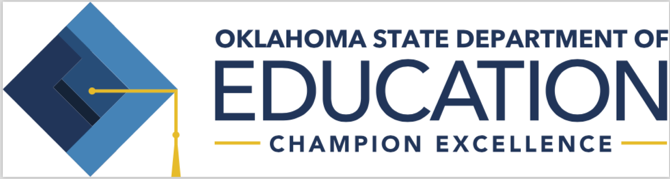 OKLAHOMA STATE DEPARTMENT OF
EDUCATION
CHAMPION EXCELLENCE